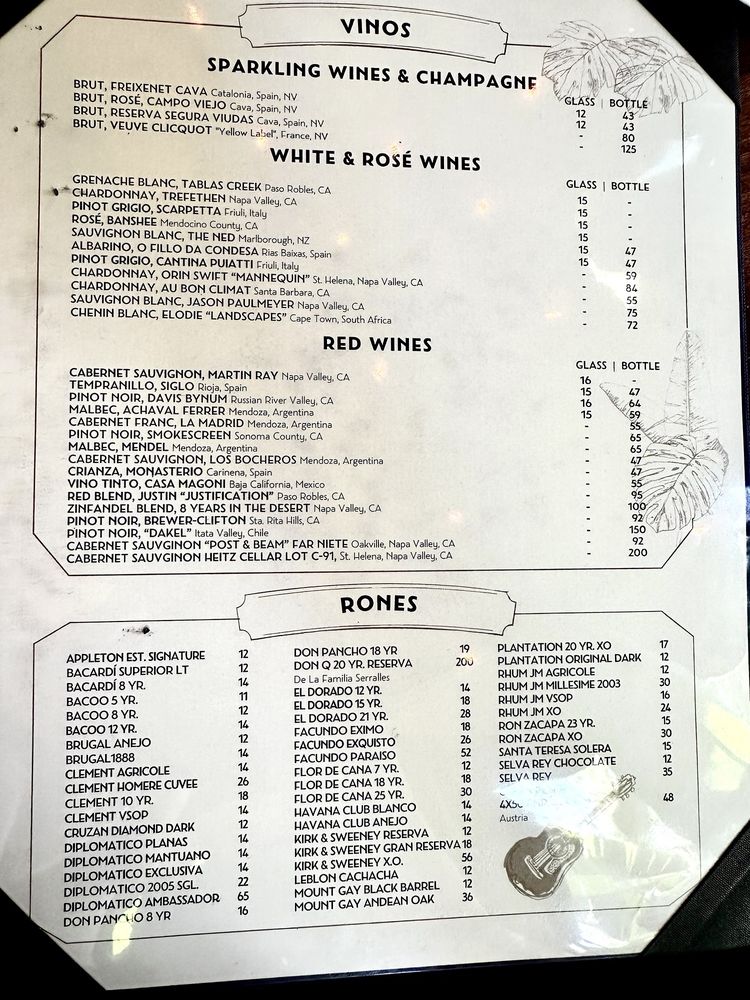 VINOS
SPARKLING WINES & CHAMPAGNE
GLASS | BOTTLE
BRUT, FREIXENET CAVA Catalonia, Spain, NV 12 43
BRUT, ROSÉ, CAMPO VIEJO Cava, Spain, NV 12 43
BRUT, RESERVA SEGURA VIUDAS Cava, Spain, NV - 80
BRUT, VEUVE CLICQUOT "Yellow Label", France, NV - 125
WHITE & ROSÉ WINES
GLASS | BOTTLE
GRENACHE BLANC, TABLAS CREEK Paso Robles, CA 15 -
CHARDONNAY, TREFETHEN Napa Valley, CA 15 -
PINOT GRIGIO, SCARPETTA Friuli, Italy 15 -
ROSÉ, BANSHEE Mendocino County, CA 15 -
SAUVIGNON BLANC, THE NED Marlborough, NZ 15 47
ALBARINO, O FILLO DA CONDESA Rias Baixas, Spain 15 47
PINOT GRIGIO, CANTINA PUIATTI Friuli, Italy - 59
CHARDONNAY, ORIN SWIFT "MANNEQUIN" St. Helena, Napa Valley, CA - 84
CHARDONNAY, AU BON CLIMAT Santa Barbara, CA - 55
SAUVIGNON BLANC, JASON PAULMEYER Napa Valley, CA - 75
CHENIN BLANC, ELODIE "LANDSCAPES" Cape Town, South Africa - 72
RED WINES
GLASS | BOTTLE
CABERNET SAUVIGNON, MARTIN RAY Napa Valley, CA 16 -
TEMPRANILLO, SIGLO Rioja, Spain 15 47
PINOT NOIR, DAVIS BYNUM Russian River Valley, CA 16 64
MALBEC, ACHAVAL FERRER Mendoza, Argentina 15 59
CABERNET FRANC, LA MADRID Mendoza, Argentina - 55
PINOT NOIR, SMOKESCREEN Sonoma County, CA - 65
MALBEC, MENDEL Mendoza, Argentina - 65
CABERNET SAUVIGNON, LOS BOCHEROS Mendoza, Argentina - 47
CRIANZA, MONASTERIO Carinena, Spain - 47
VINO TINTO, CASA MAGONI Baja California, Mexico - 55
RED BLEND, JUSTIN "JUSTIFICATION" Paso Robles, CA - 95
ZINFANDEL BLEND, 8 YEARS IN THE DESERT Napa Valley, CA - 100
PINOT NOIR, BREWER-CLIFTON Sta. Rita Hills, CA - 92
PINOT NOIR, "DAKEL" Itata Valley, Chile - 150
CABERNET SAUVGINON "POST & BEAM" FAR NIETE Oakville, Napa Valley, CA - 92
CABERNET SAUVGINON HEITZ CELLAR LOT C-91, St. Helena, Napa Valley, CA - 200
RONES
APPLETON EST. SIGNATURE 12
BACARDÍ SUPERIOR LT 12
BACARDÍ 8 YR. 14
BACOO 5 YR. 11
BACOO 8 YR. 12
BACOO 12 YR. 14
BRUGAL ANEJO 12
BRUGAL1888 14
CLEMENT AGRICOLE 14
CLEMENT HOMERE CUVEE 26
CLEMENT 10 YR. 18
CLEMENT VSOP 14
CRUZAN DIAMOND DARK 12
DIPLOMATICO PLANAS 14
DIPLOMATICO MANTUANO 14
DIPLOMATICO EXCLUSIVA 14
DIPLOMATICO 2005 SGL. 22
DIPLOMATICO AMBASSADOR 65
DON PANCHO 8 YR 16
DON PANCHO 18 YR 19
DON Q 20 YR. RESERVA 200
De La Familia Serralles
EL DORADO 12 YR. 14
EL DORADO 15 YR. 18
EL DORADO 21 YR. 28
FACUNDO EXIMO 18
FACUNDO EXQUISTO 26
FACUNDO PARAISO 52
FLOR DE CANA 7 YR. 12
FLOR DE CANA 18 YR. 18
FLOR DE CANA 25 YR. 30
HAVANA CLUB BLANCO 14
HAVANA CLUB ANEJO 14
KIRK & SWEENEY RESERVA 12
KIRK & SWEENEY GRAN RESERVA 18
KIRK & SWEENEY X.O. 56
LEBLON CACHACHA 12
MOUNT GAY BLACK BARREL 12
MOUNT GAY ANDEAN OAK 36
PLANTATION 20 YR. XO 17
PLANTATION ORIGINAL DARK 12
RHUM JM AGRICOLE 12
RHUM JM MILLESIME 2003 30
RHUM JM VSOP 16
RHUM JM XO 24
RON ZACAPA 23 YR. 15
RON ZACAPA XO 30
SANTA TERESA SOLERA 15
SELVA REY CHOCOLATE 12
SELVA REY 35
48
Austria